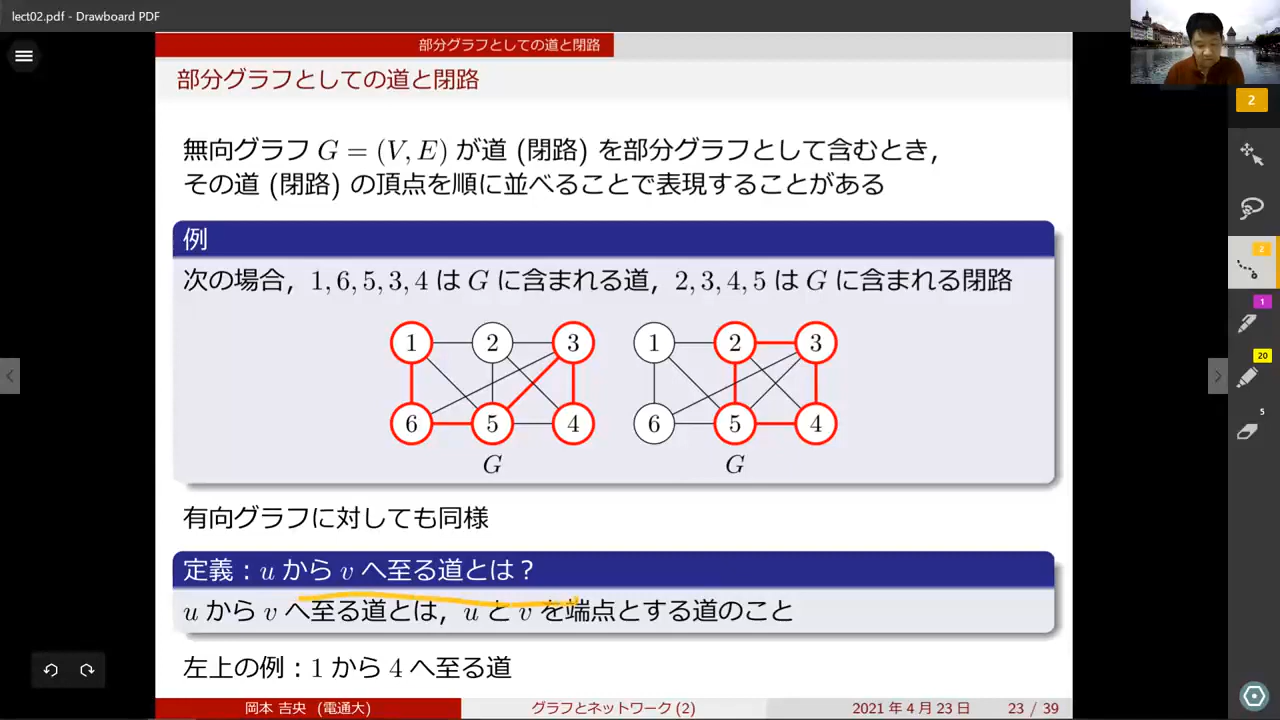 lect02.pdf - Drawboard PDF
部分グラフとしての道と閉路
部分グラフとしての道と閉路
無向グラフ G = (V, E) が道 (閉路) を部分グラフとして含むとき,
その道 (閉路) の頂点を順に並べることで表現することがある
例
次の場合, 1, 6, 5, 3, 4 は G に含まれる道, 2, 3, 4, 5 は G に含まれる閉路
1 2 3 1 2 3
6 5 4 6 5 4
G G
有向グラフに対しても同様
定義:u から v へ至る道とは?
u から v へ至る道とは, u と v を端点とする道のこと
左上の例:1 から 4 へ至る道
岡本 吉央 (電通大) グラフとネットワーク (2) 2021 年 4 月 23 日 23 / 39
2
2
1
20
5